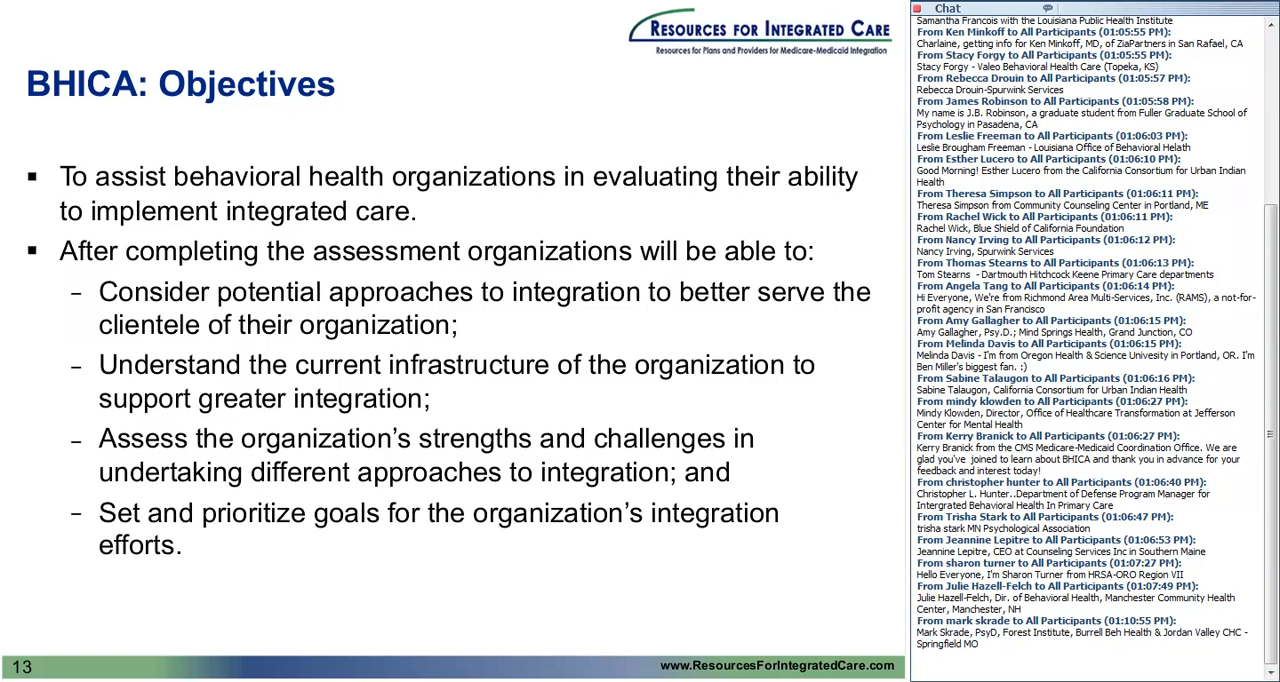 RESOURCES FOR INTEGRATED CARE
Resources for Plans and Providers for Medicare-Medicaid Integration
BHICA: Objectives
▪ To assist behavioral health organizations in evaluating their ability
to implement integrated care.
▪ After completing the assessment organizations will be able to:
– Consider potential approaches to integration to better serve the
clientele of their organization;
– Understand the current infrastructure of the organization to
support greater integration;
– Assess the organization’s strengths and challenges in
undertaking different approaches to integration; and
– Set and prioritize goals for the organization’s integration
efforts.
13
www.ResourcesForIntegratedCare.com
Chat
Samantha Francois with the Louisiana Public Health Institute
From Ken Minkoff to All Participants (01:05:55 PM):
Charlaine, getting info for Ken Minkoff, MD, of ZiaPartners in San Rafael, CA
From Stacy Forgy to All Participants (01:05:55 PM):
Stacy Forgy - Valeo Behavioral Health Care (Topeka, KS)
From Rebecca Drouin to All Participants (01:05:57 PM):
Rebecca Drouin-Spurwink Services
From James Robinson to All Participants (01:05:58 PM):
My name is J.B. Robinson, a graduate student from Fuller Graduate School of
Psychology in Pasadena, CA
From Leslie Freeman to All Participants (01:06:03 PM):
Leslie Brougham Freeman - Louisiana Office of Behavioral Helath
From Esther Lucero to All Participants (01:06:10 PM):
Good Morning! Esther Lucero from the California Consortium for Urban Indian
Health
From Theresa Simpson to All Participants (01:06:11 PM):
Theresa Simpson from Community Counseling Center in Portland, ME
From Rachel Wick to All Participants (01:06:11 PM):
Rachel Wick, Blue Shield of California Foundation
From Nancy Irving to All Participants (01:06:12 PM):
Nancy Irving, Spurwink Services
From Thomas Stearns to All Participants (01:06:13 PM):
Tom Stearns - Dartmouth Hitchcock Keene Primary Care departments
From Angela Tang to All Participants (01:06:14 PM):
Hi Everyone, We're from Richmond Area Multi-Services, Inc. (RAMS), a not-for-
profit agency in San Francisco
From Amy Gallagher to All Participants (01:06:15 PM):
Amy Gallagher, Psy.D.; Mind Springs Health, Grand Junction, CO
From Melinda Davis to All Participants (01:06:15 PM):
Melinda Davis - I'm from Oregon Health & Science Univesity in Portland, OR. I'm
Ben Miller's biggest fan. :)
From Sabine Talaugon to All Participants (01:06:16 PM):
Sabine Talaugon, California Consortium for Urban Indian Health
From mindy klowden to All Participants (01:06:27 PM):
Mindy Klowden, Director, Office of Healthcare Transformation at Jefferson
Center for Mental Health
From Kerry Branick to All Participants (01:06:27 PM):
Kerry Branick from the CMS Medicare-Medicaid Coordination Office. We are
glad you've joined to learn about BHICA and thank you in advance for your
feedback and interest today!
From christopher hunter to All Participants (01:06:40 PM):
Christopher L. Hunter..Department of Defense Program Manager for
Intergrated Behavioral Health In Primary Care
From Trisha Stark to All Participants (01:06:47 PM):
trisha stark MN Psychological Association
From Jeannine Lepitre to All Participants (01:06:53 PM):
Jeannine Lepitre, CEO at Counseling Services Inc in Southern Maine
From sharon turner to All Participants (01:07:27 PM):
Hello Everyone, I'm Sharon Turner from HRSA-ORO Region VII
From Julie Hazell-Felch to All Participants (01:07:49 PM):
Julie Hazell-Felch, Dir. of Behavioral Health, Manchester Community Health
Center, Manchester, NH
From mark skrade to All Participants (01:10:55 PM):
Mark Skrade, PsyD, Forest Institute, Burrell Beh Health & Jordan Valley CHC -
Springfield MO